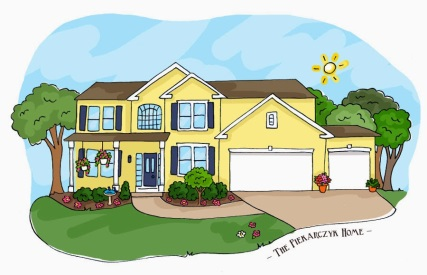 - THE PIEKARCZYK HOME -